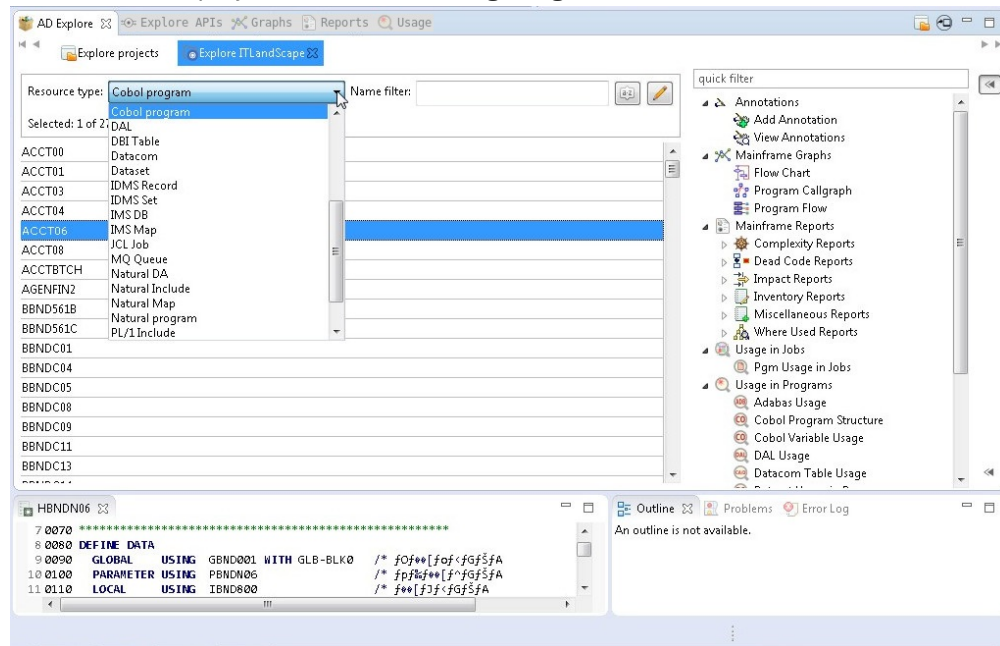 AD Explore Explore APIs Graphs Reports Usage
Explore projects Explore ITLandScape
Resource type: Cobol program Name filter:
Selected: 1 of 27
Cobol program
DAL
DBI Table
Datacom
Dataset
IDMS Record
IDMS Set
IMS DB
IMS Map
JCL Job
MQ Queue
Natural DA
Natural Include
Natural Map
Natural program
PL/1 Include
ACCT00
ACCT01
ACCT03
ACCT04
ACCT06
ACCT08
ACCTBTCH
AGENFIN2
BBND561B
BBND561C
BBNDC01
BBNDC04
BBNDC05
BBNDC08
BBNDC09
BBNDC11
BBNDC13
quick filter
Annotations
Add Annotation
View Annotations
Mainframe Graphs
Flow Chart
Program Callgraph
Program Flow
Mainframe Reports
Complexity Reports
Dead Code Reports
Impact Reports
Inventory Reports
Miscellaneous Reports
Where Used Reports
Usage in Jobs
Pgm Usage in Jobs
Usage in Programs
Adabas Usage
Cobol Program Structure
Cobol Variable Usage
DAL Usage
Datacom Table Usage
HBNDN06
7 0070 **********************************************************
8 0080 DEFINE DATA
9 0090 GLOBAL USING GBND001 WITH GLB-BLK0 /*
10 0100 PARAMETER USING PBNDN06 /*
11 0110 LOCAL USING IBND800 /*
Outline Problems Error Log
An outline is not available.